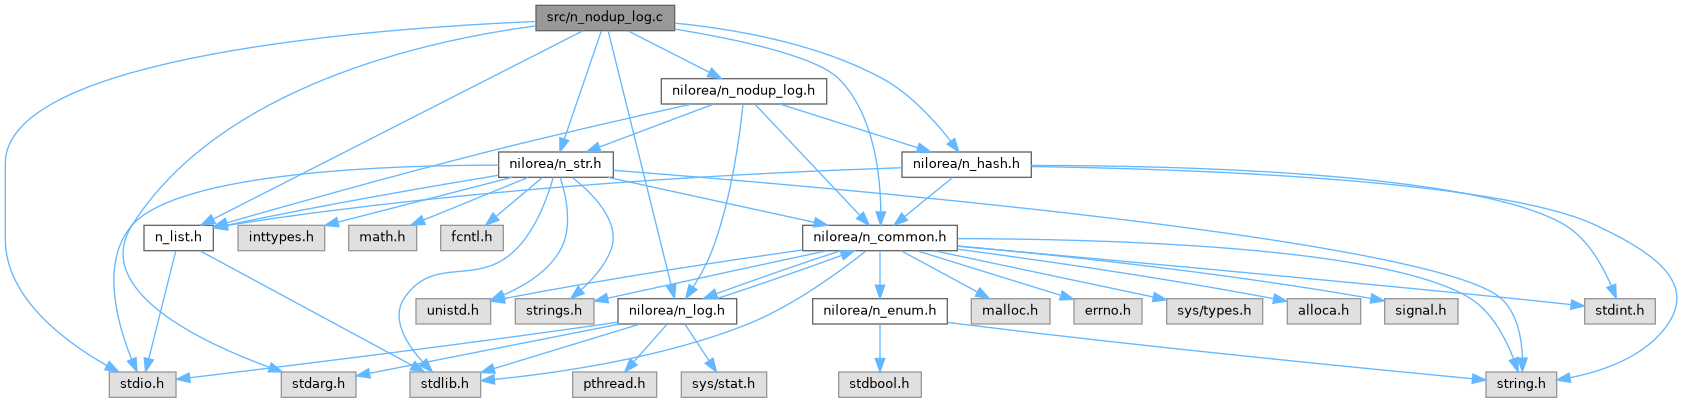 src/n_nodup_log.c
nilorea/n_nodup_log.h
nilorea/n_str.h
nilorea/n_hash.h
n_list.h
inttypes.h
math.h
fcntl.h
nilorea/n_common.h
unistd.h
strings.h
nilorea/n_log.h
nilorea/n_enum.h
malloc.h
errno.h
sys/types.h
alloca.h
signal.h
stdint.h
stdio.h
stdarg.h
stdlib.h
pthread.h
sys/stat.h
stdbool.h
string.h